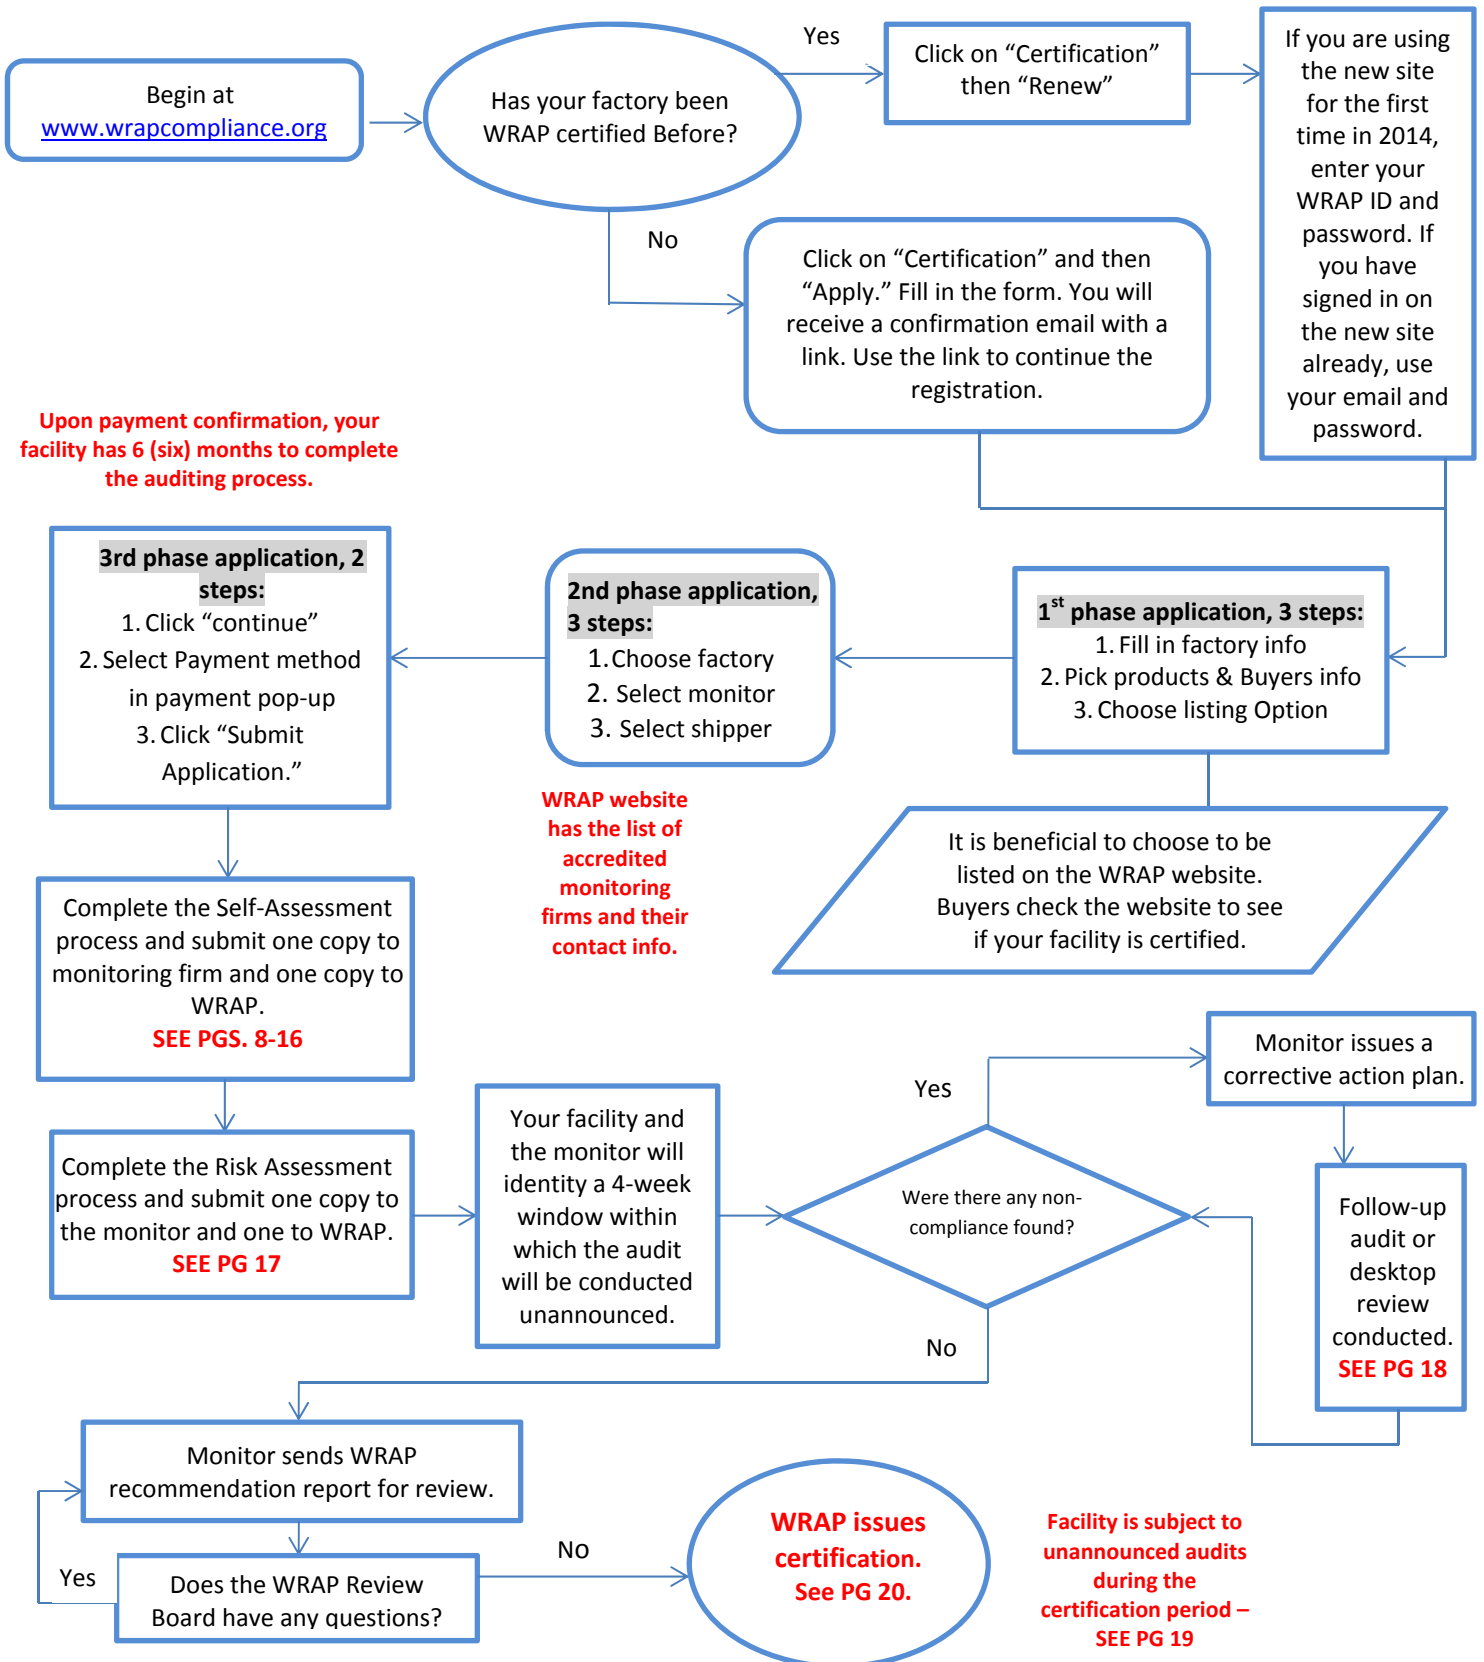 Begin at
www.wrapcompliance.org
Has your factory been
WRAP certified Before?
Yes
Click on “Certification”
then “Renew”
If you are using
the new site
for the first
time in 2014,
enter your
WRAP ID and
password. If
you have
signed in on
the new site
already, use
your email and
password.
No
Click on “Certification” and then
“Apply.” Fill in the form. You will
receive a confirmation email with a
link. Use the link to continue the
registration.
Upon payment confirmation, your
facility has 6 (six) months to complete
the auditing process.
1st phase application, 3 steps:
1. Fill in factory info
2. Pick products & Buyers info
3. Choose listing Option
2nd phase application,
3 steps:
1. Choose factory
2. Select monitor
3. Select shipper
3rd phase application, 2
steps:
1. Click “continue”
2. Select Payment method
in payment pop-up
3. Click “Submit
Application.”
WRAP website
has the list of
accredited
monitoring
firms and their
contact info.
It is beneficial to choose to be
listed on the WRAP website.
Buyers check the website to see
if your facility is certified.
Complete the Self-Assessment
process and submit one copy to
monitoring firm and one copy to
WRAP.
SEE PGS. 8-16
Complete the Risk Assessment
process and submit one copy to
the monitor and one to WRAP.
SEE PG 17
Your facility and
the monitor will
identity a 4-week
window within
which the audit
will be conducted
unannounced.
Were there any non-
compliance found?
Yes
Monitor issues a
corrective action plan.
Follow-up
audit or
desktop
review
conducted.
SEE PG 18
No
Monitor sends WRAP
recommendation report for review.
Does the WRAP Review
Board have any questions?
Yes
No
WRAP issues
certification.
See PG 20.
Facility is subject to
unannounced audits
during the
certification period –
SEE PG 19